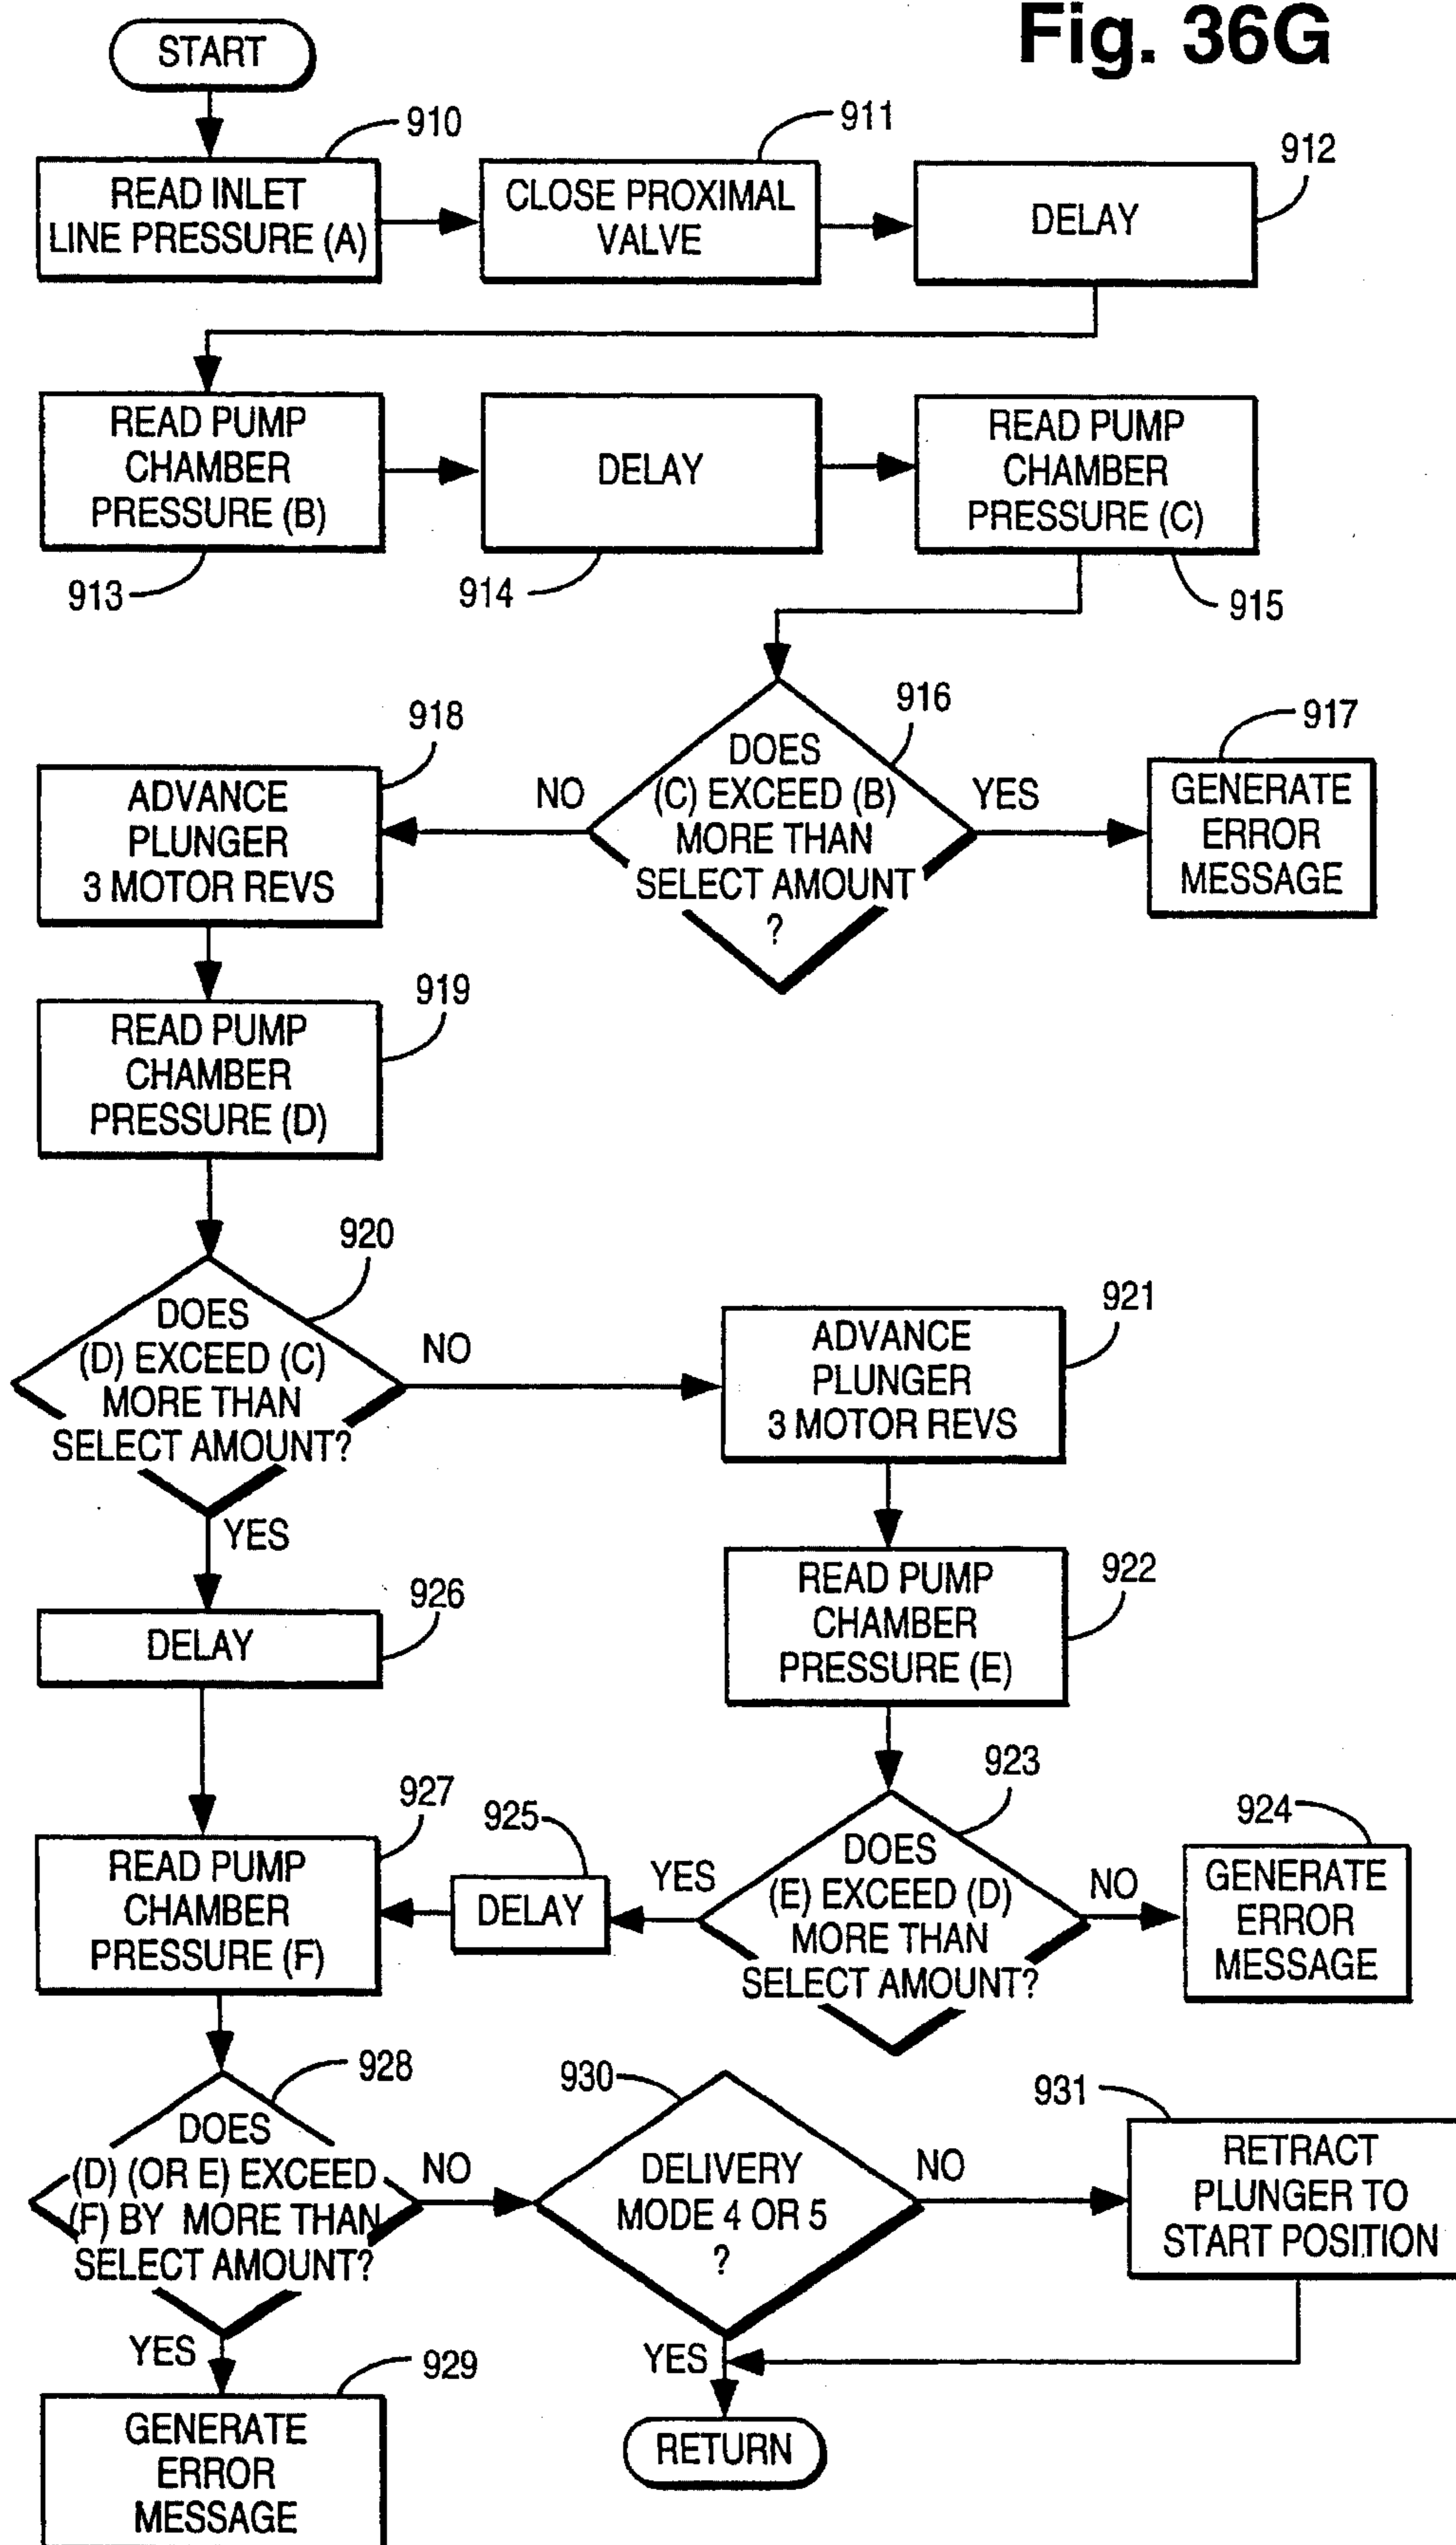 Fig. 36G
START
910
READ INLET
LINE PRESSURE (A)
911
CLOSE PROXIMAL
VALVE
912
DELAY
READ PUMP
CHAMBER
PRESSURE (B)
913
DELAY
914
READ PUMP
CHAMBER
PRESSURE (C)
915
916
DOES
(C) EXCEED (B)
MORE THAN
SELECT AMOUNT
?
YES
917
GENERATE
ERROR
MESSAGE
NO
918
ADVANCE
PLUNGER
3 MOTOR REVS
919
READ PUMP
CHAMBER
PRESSURE (D)
920
DOES
(D) EXCEED (C)
MORE THAN
SELECT AMOUNT?
NO
921
ADVANCE
PLUNGER
3 MOTOR REVS
922
READ PUMP
CHAMBER
PRESSURE (E)
YES
926
DELAY
923
DOES
(E) EXCEED (D)
MORE THAN
SELECT AMOUNT?
NO
924
GENERATE
ERROR
MESSAGE
YES
925
DELAY
927
READ PUMP
CHAMBER
PRESSURE (F)
928
DOES
(D) (OR E) EXCEED
(F) BY MORE THAN
SELECT AMOUNT?
NO
930
DELIVERY
MODE 4 OR 5
?
NO
931
RETRACT
PLUNGER TO
START POSITION
YES
929
GENERATE
ERROR
MESSAGE
YES
RETURN